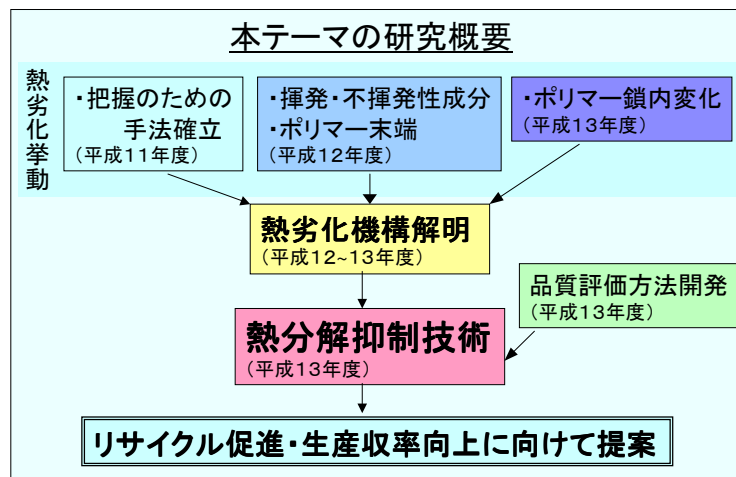 本テーマの研究概要
熱劣化挙動
・把握のための
手法確立
(平成11年度)
・揮発・不揮発性成分
・ポリマー末端
(平成12年度)
・ポリマー鎖内変化
(平成13年度)
熱劣化機構解明
(平成12~13年度)
品質評価方法開発
(平成13年度)
熱分解抑制技術
(平成13年度)
リサイクル促進・生産収率向上に向けて提案